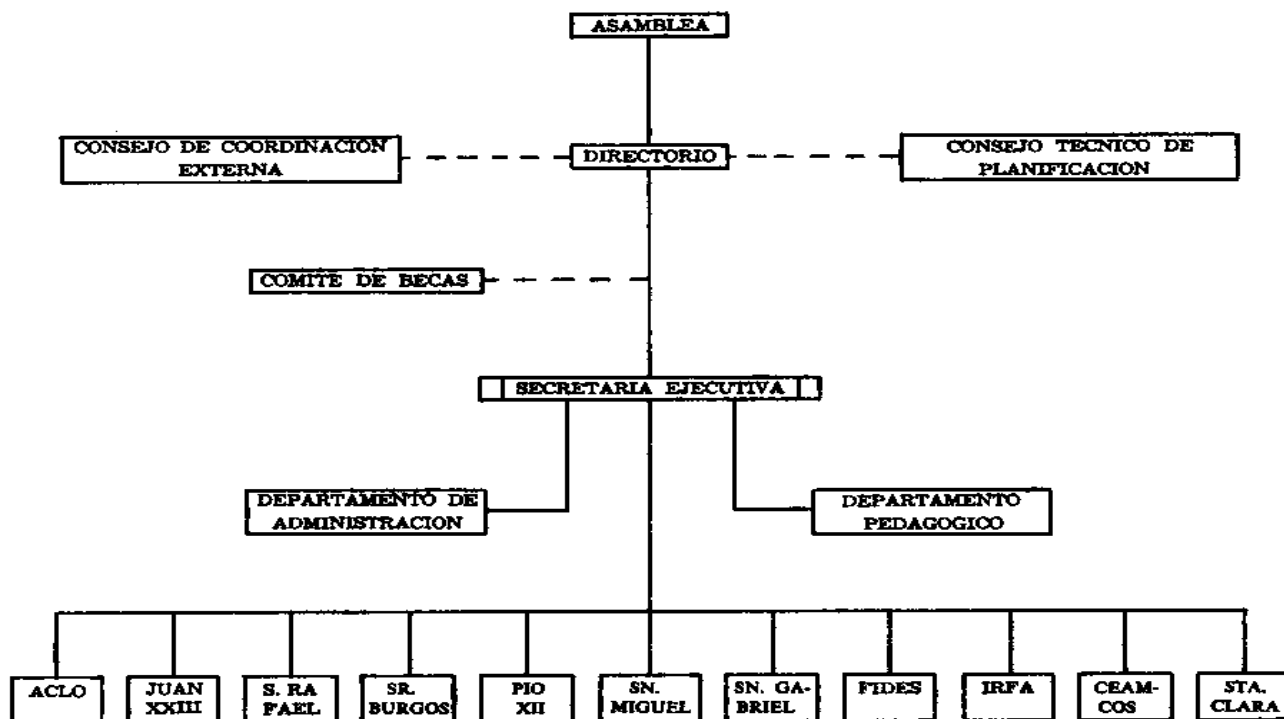 ASAMBLEA
CONSEJO DE COORDINACION
EXTERNA
DIRECTORIO
CONSEJO TECNICO DE
PLANIFICACION
COMITE DE BECAS
SECRETARIA EJECUTIVA
DEPARTAMENTO DE
ADMINISTRACION
DEPARTAMENTO
PEDAGOGICO
ACLO
JUAN
XXIII
S. RA
FAEL
SR.
BURGOS
PIO
XII
SN.
MIGUEL
SN. GA-
BRIEL
FIDES
IRFA
CEAM-
COS
STA.
CLARA